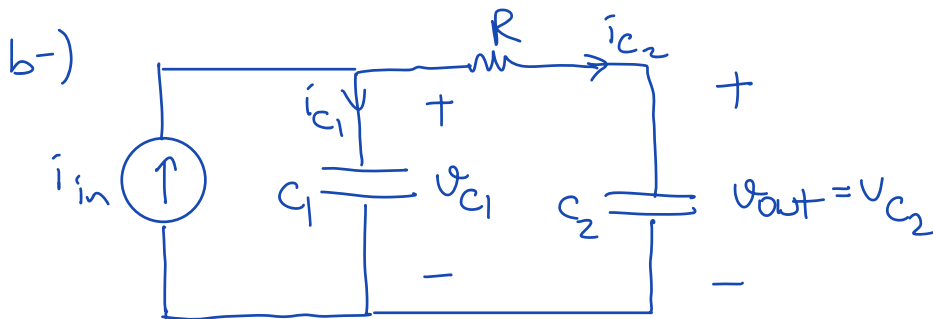 b-)
R
i_C2
i_C1
+
+
i_in
C1
v_C1
C2
v_out = v_C2
−
−